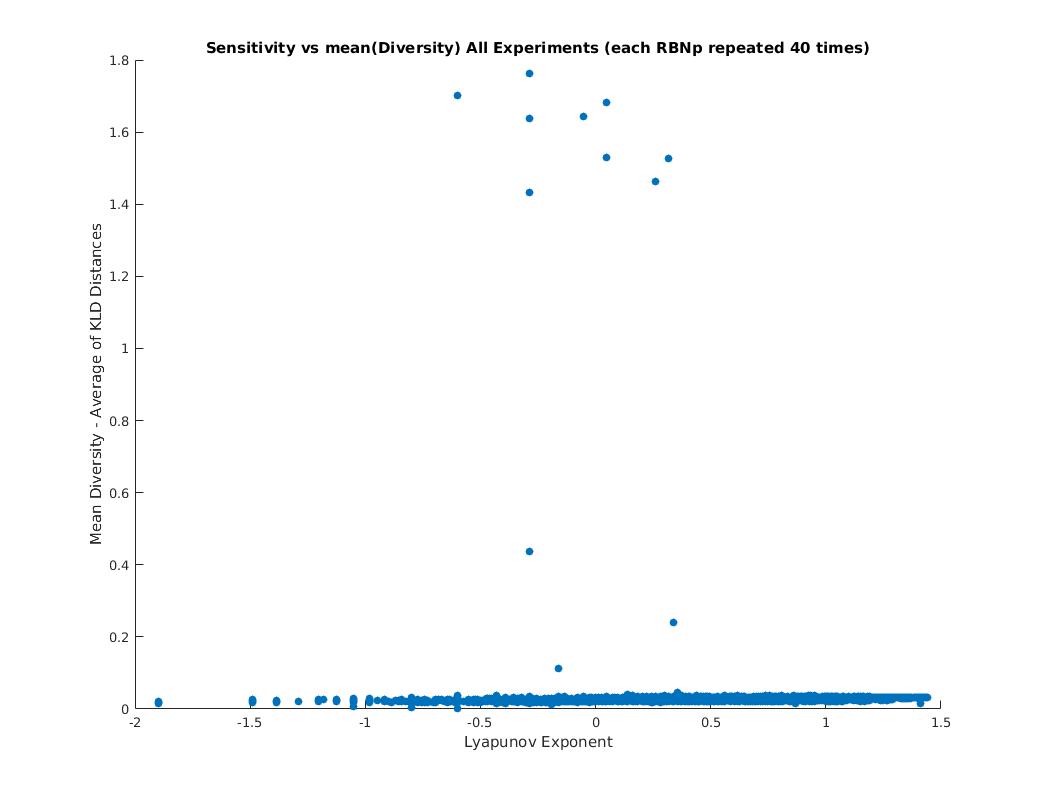 Sensitivity vs mean(Diversity) All Experiments (each RBNp repeated 40 times)
Mean Diversity - Average of KLD Distances
1.8
1.6
1.4
1.2
1
0.8
0.6
0.4
0.2
0
-2 -1.5 -1 -0.5 0 0.5 1 1.5
Lyapunov Exponent